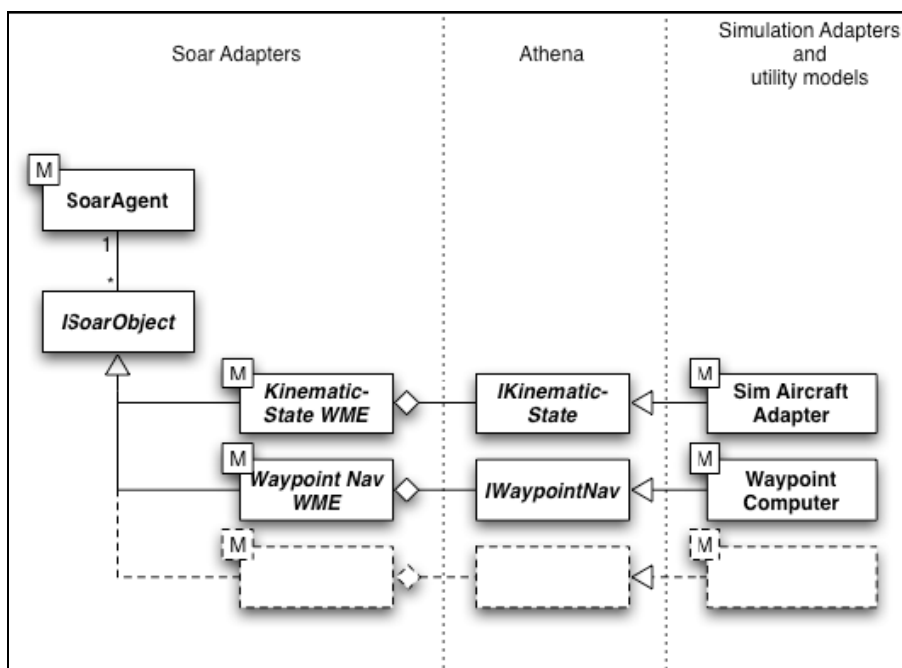 Soar Adapters
Athena
Simulation Adapters
and
utility models
M
SoarAgent
1
*
ISoarObject
M
Kinematic-
State WME
IKinematic-
State
M
Sim Aircraft
Adapter
M
Waypoint Nav
WME
IWaypointNav
M
Waypoint
Computer
M
M